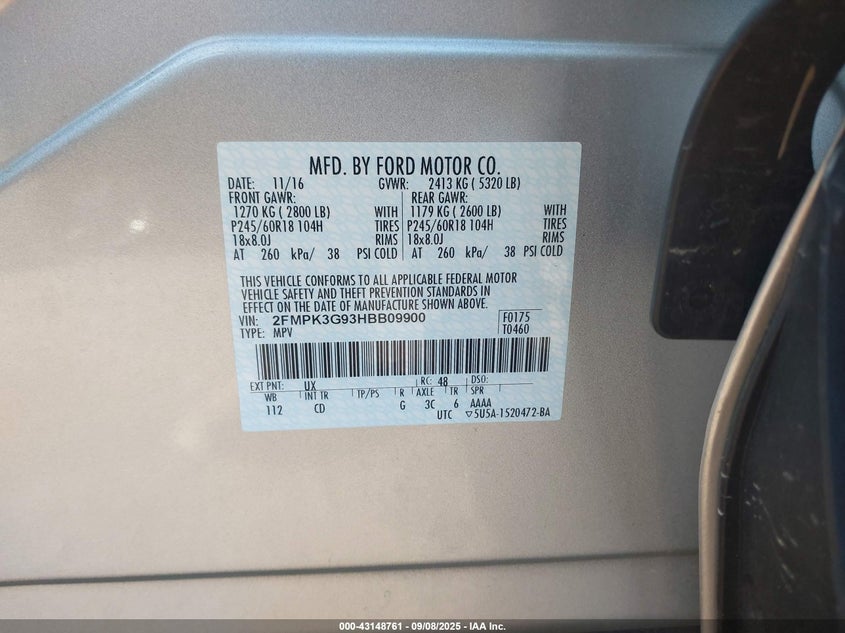 MFD. BY FORD MOTOR CO.
DATE: 11/16 GVWR: 2413 KG ( 5320 LB)
FRONT GAWR: REAR GAWR:
1270 KG ( 2800 LB) WITH 1179 KG ( 2600 LB) WITH
P245/60R18 104H TIRES P245/60R18 104H TIRES
18x8.0J RIMS 18x8.0J RIMS
AT 260 kPa/ 38 PSI COLD AT 260 kPa/ 38 PSI COLD
THIS VEHICLE CONFORMS TO ALL APPLICABLE FEDERAL MOTOR
VEHICLE SAFETY AND THEFT PREVENTION STANDARDS IN
EFFECT ON THE DATE OF MANUFACTURE SHOWN ABOVE.
VIN: 2FMPK3G93HBB09900 F0175
TYPE: MPV T0460
EXT PNT: UX RC: 48 DSO:
WB INT TR TP/PS R AXLE TR SPR
112 CD G 3C 6 AAAA
UTC ▽5U5A-1520472-BA
000-43148761 - 09/08/2025 - IAA Inc.